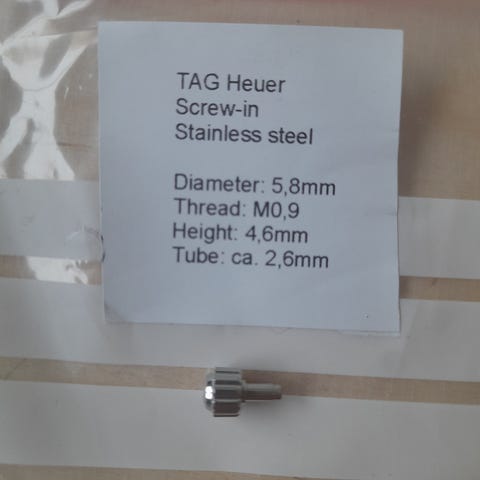 TAG Heuer
Screw-in
Stainless steel
Diameter: 5,8mm
Thread: M0,9
Height: 4,6mm
Tube: ca. 2,6mm